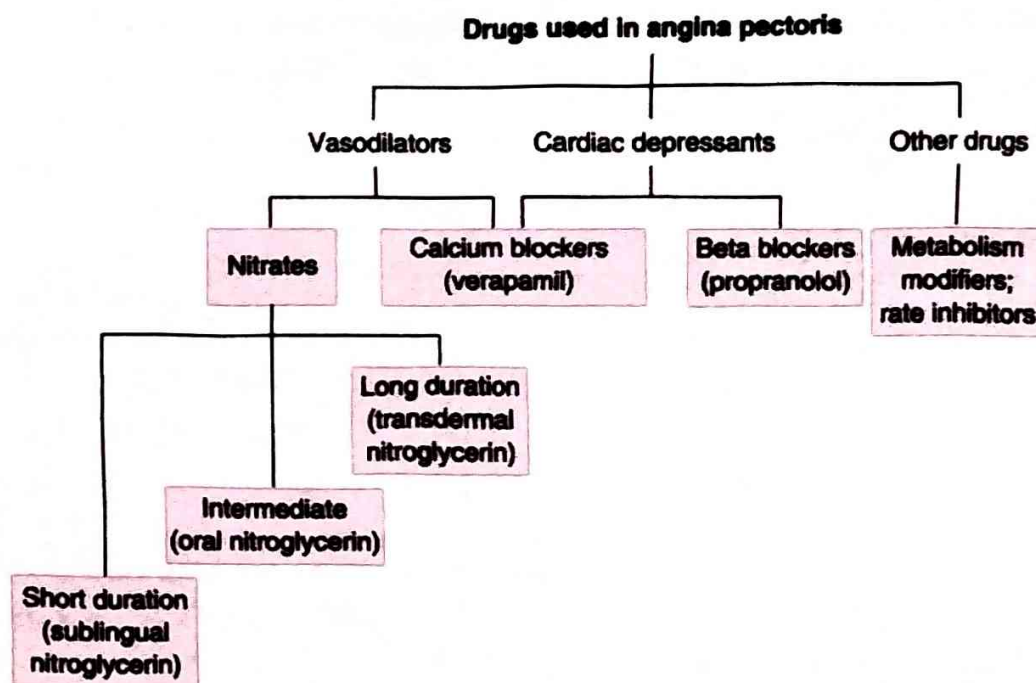 Drugs used in angina pectoris
Vasodilators
Cardiac depressants
Other drugs
Nitrates
Calcium blockers
(verapamil)
Beta blockers
(propranolol)
Metabolism
modifiers;
rate inhibitors
Long duration
(transdermal
nitroglycerin)
Intermediate
(oral nitroglycerin)
Short duration
(sublingual
nitroglycerin)